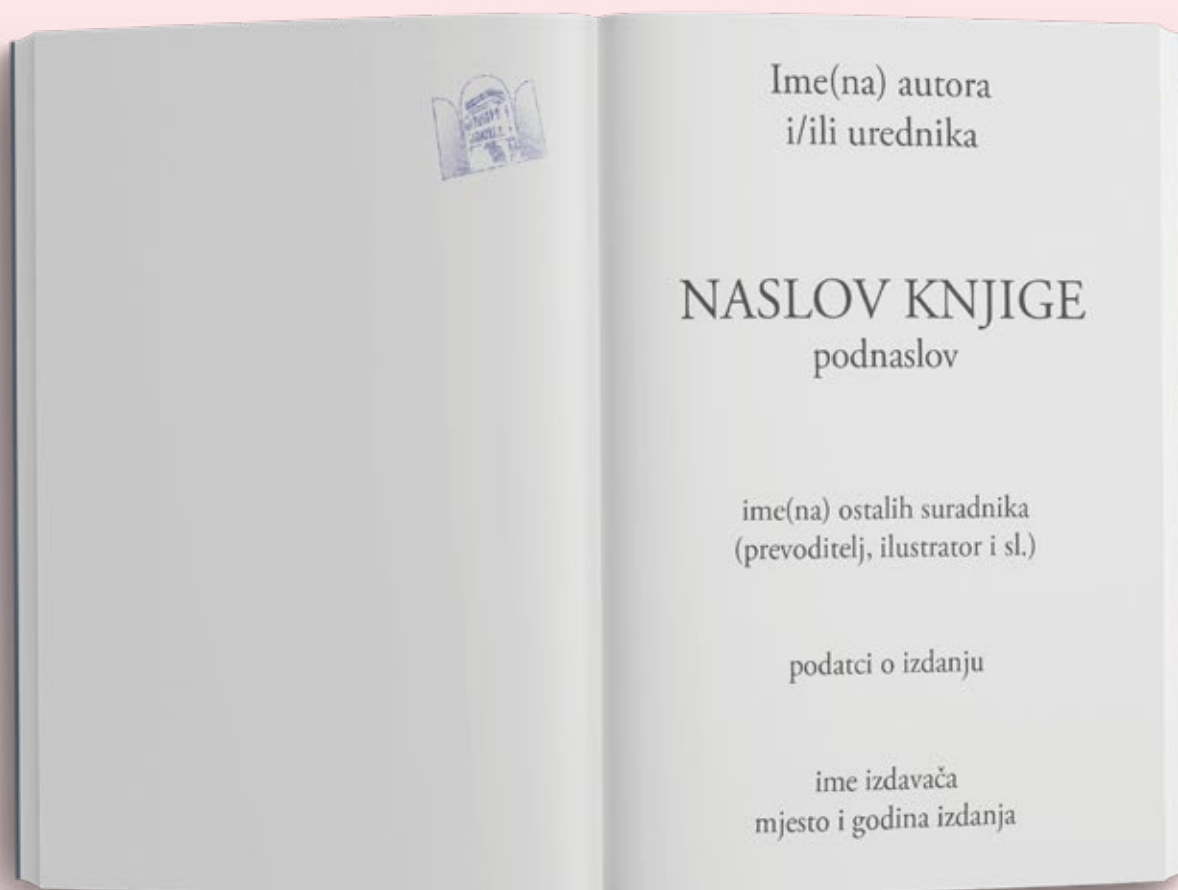 Ime(na) autora
i/ili urednika
NASLOV KNJIGE
podnaslov
ime(na) ostalih suradnika
(prevoditelj, ilustrator i sl.)
podatci o izdanju
ime izdavača
mjesto i godina izdanja